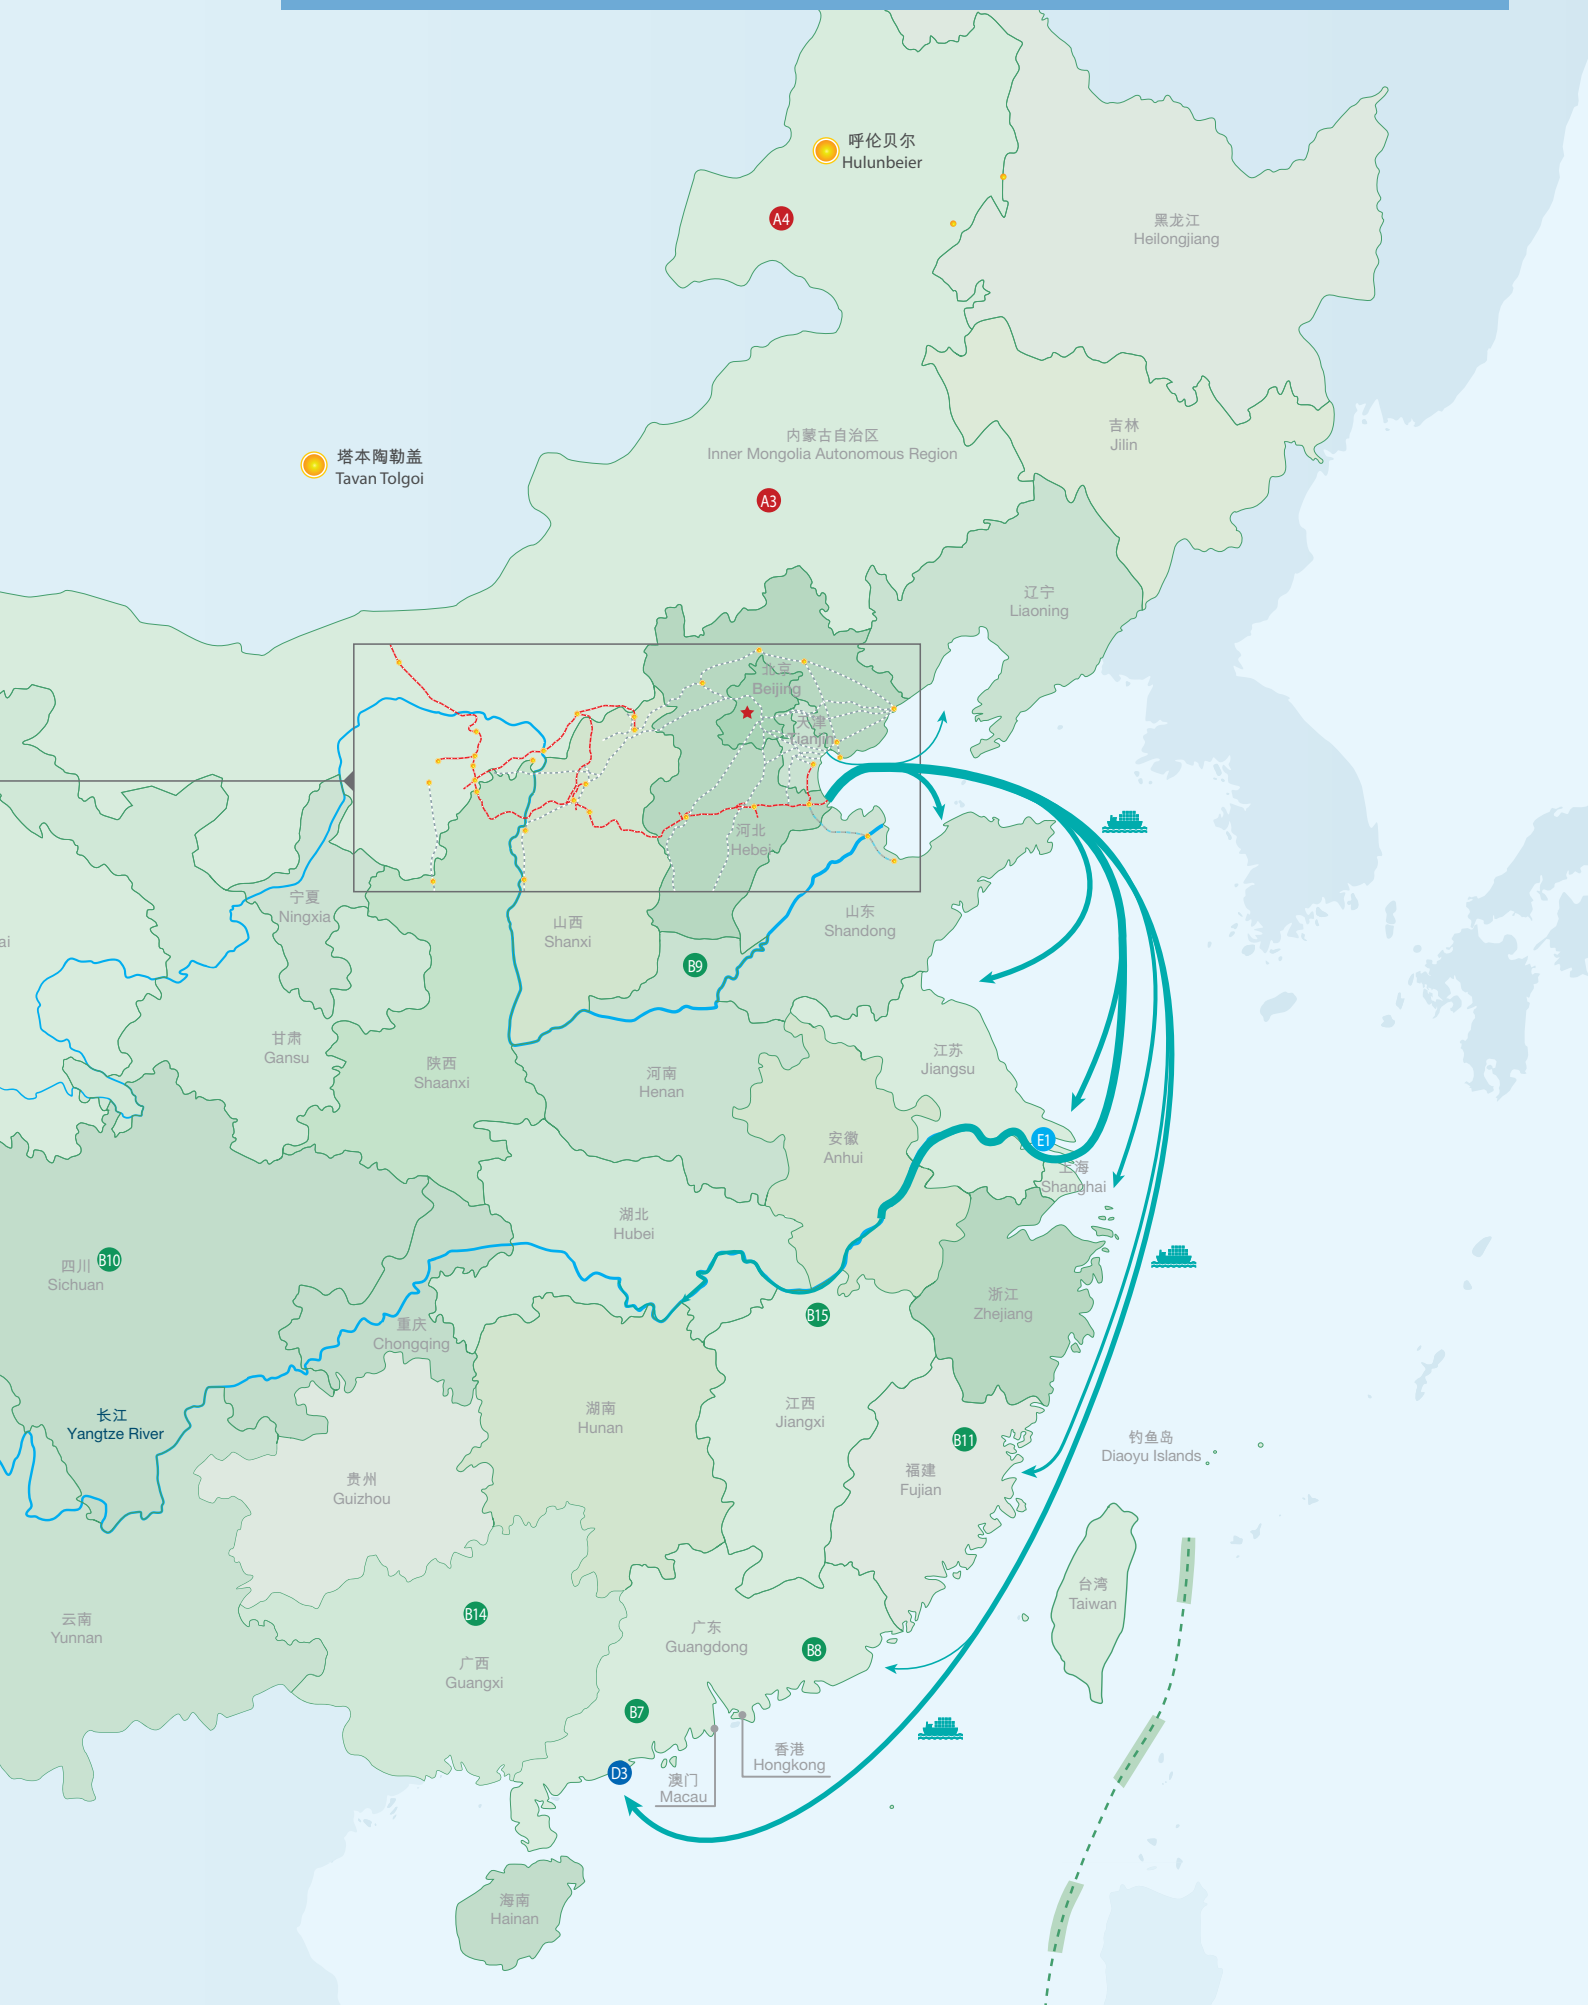 呼伦贝尔
Hulunbeier
A4
黑龙江
Heilongjiang
吉林
Jilin
内蒙古自治区
Inner Mongolia Autonomous Region
塔本陶勒盖
Tavan Tolgoi
A3
辽宁
Liaoning
北京
Beijing
天津
Tianjin
河北
Hebei
宁夏
Ningxia
山西
Shanxi
山东
Shandong
ai
B9
甘肃
Gansu
陕西
Shaanxi
河南
Henan
江苏
Jiangsu
安徽
Anhui
E1
上海
Shanghai
湖北
Hubei
四川
Sichuan
B10
重庆
Chongqing
浙江
Zhejiang
B15
长江
Yangtze River
湖南
Hunan
江西
Jiangxi
B11
福建
Fujian
钓鱼岛
Diaoyu Islands
贵州
Guizhou
台湾
Taiwan
云南
Yunnan
B14
广西
Guangxi
广东
Guangdong
B8
B7
D3
香港
Hongkong
澳门
Macau
海南
Hainan